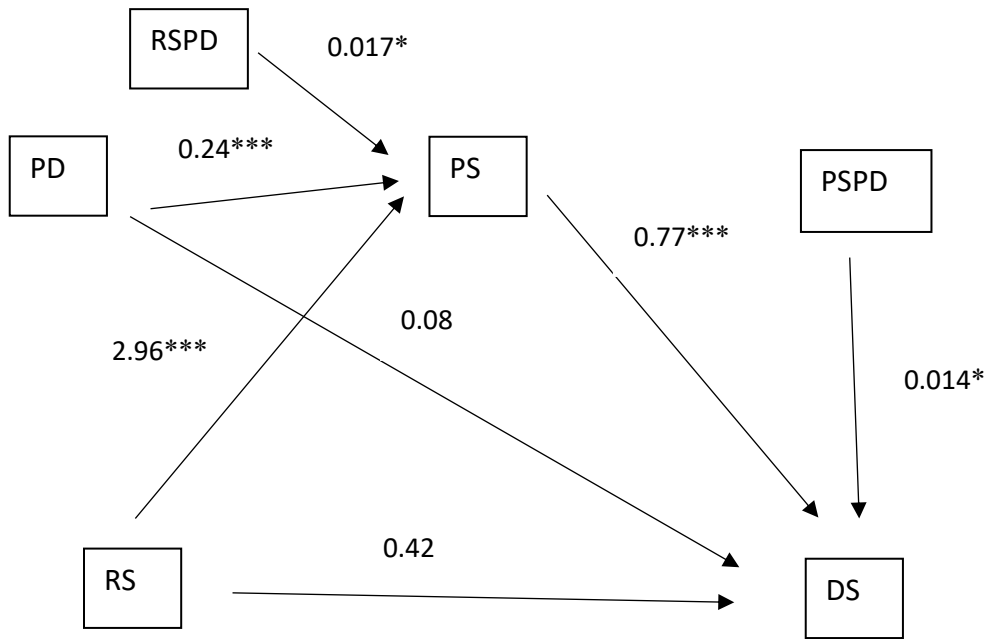 RSPD
0.017*
PD
0.24***
PS
PSPD
0.77***
2.96***
0.08
0.014*
RS
0.42
DS